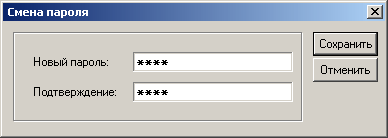 Смена пароля
Новый пароль: ****
Подтверждение: ****
Сохранить
Отменить